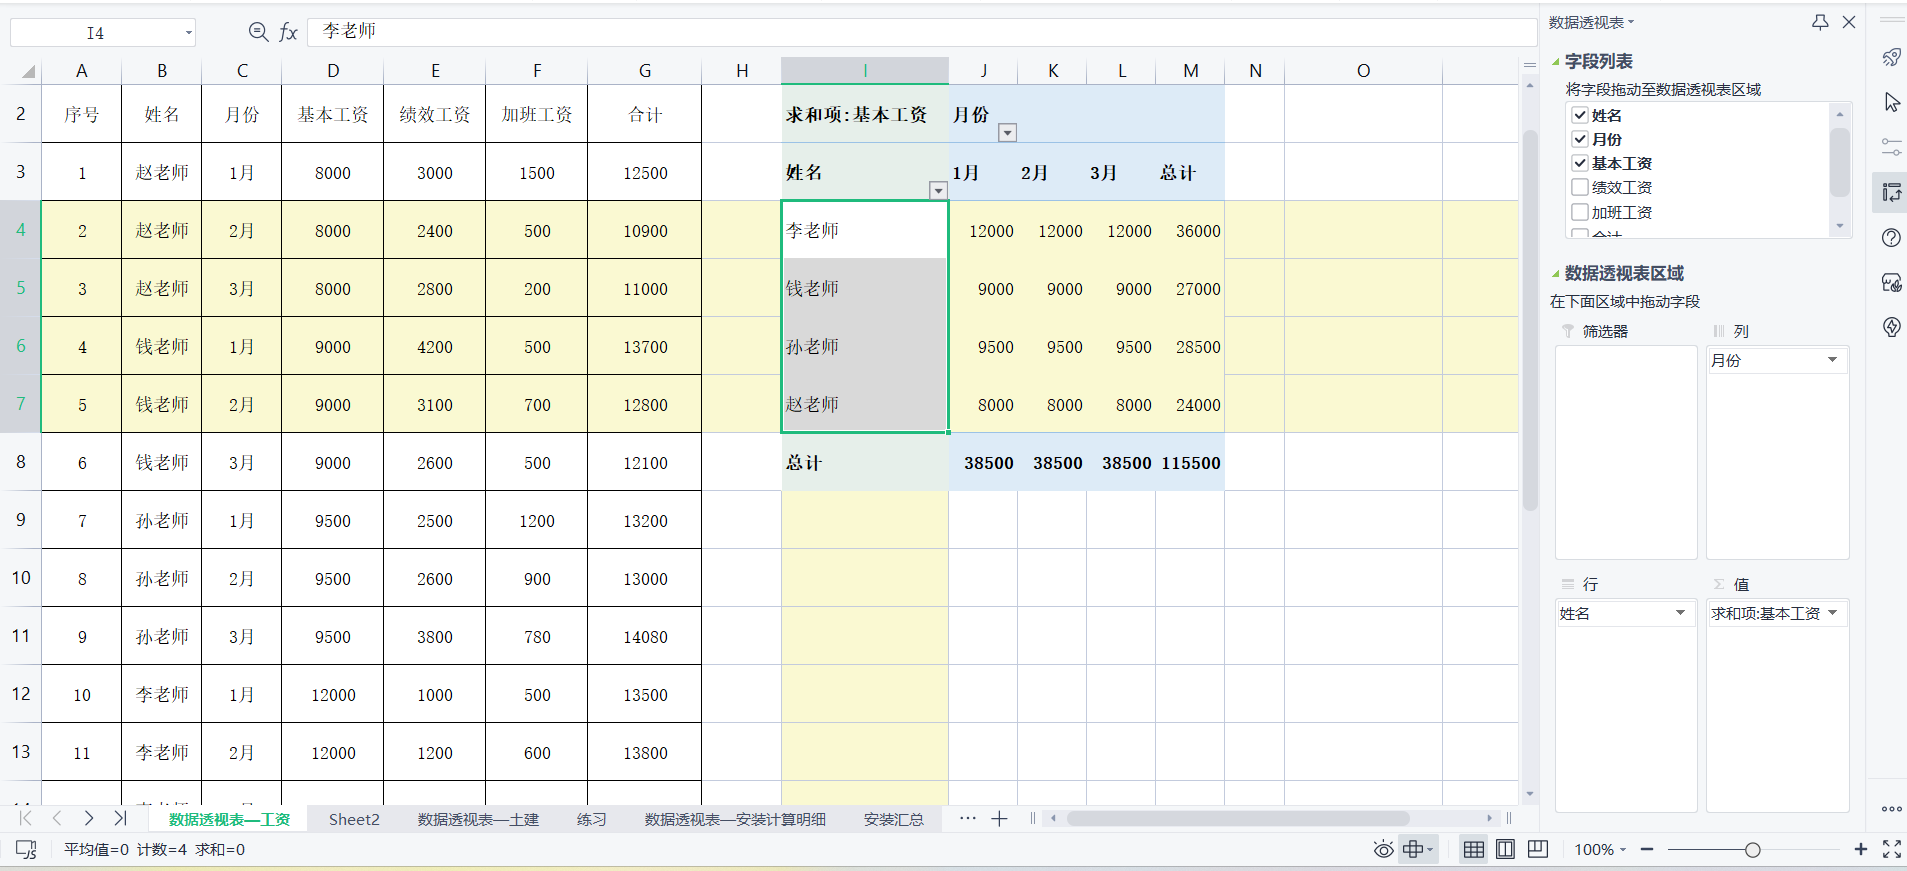 I4
fx
李老师
A B C D E F G H I J K L M N O
2 序号 姓名 月份 基本工资 绩效工资 加班工资 合计 求和项:基本工资 月份
3 1 赵老师 1月 8000 3000 1500 12500 姓名 1月 2月 3月 总计
4 2 赵老师 2月 8000 2400 500 10900 李老师 12000 12000 12000 36000
5 3 赵老师 3月 8000 2800 200 11000 钱老师 9000 9000 9000 27000
6 4 钱老师 1月 9000 4200 500 13700 孙老师 9500 9500 9500 28500
7 5 钱老师 2月 9000 3100 700 12800 赵老师 8000 8000 8000 24000
8 6 钱老师 3月 9000 2600 500 12100 总计 38500 38500 38500 115500
9 7 孙老师 1月 9500 2500 1200 13200
10 8 孙老师 2月 9500 2600 900 13000
11 9 孙老师 3月 9500 3800 780 14080
12 10 李老师 1月 12000 1000 500 13500
13 11 李老师 2月 12000 1200 600 13800
数据透视表—工资 Sheet2 数据透视表—土建 练习 数据透视表—安装计算明细 安装汇总 ··· +
平均值=0 计数=4 求和=0
100%
数据透视表
字段列表
将字段拖动至数据透视表区域
姓名
月份
基本工资
绩效工资
加班工资
合计
数据透视表区域
在下面区域中拖动字段
筛选器
列
月份
行
Σ 值
姓名
求和项:基本工资